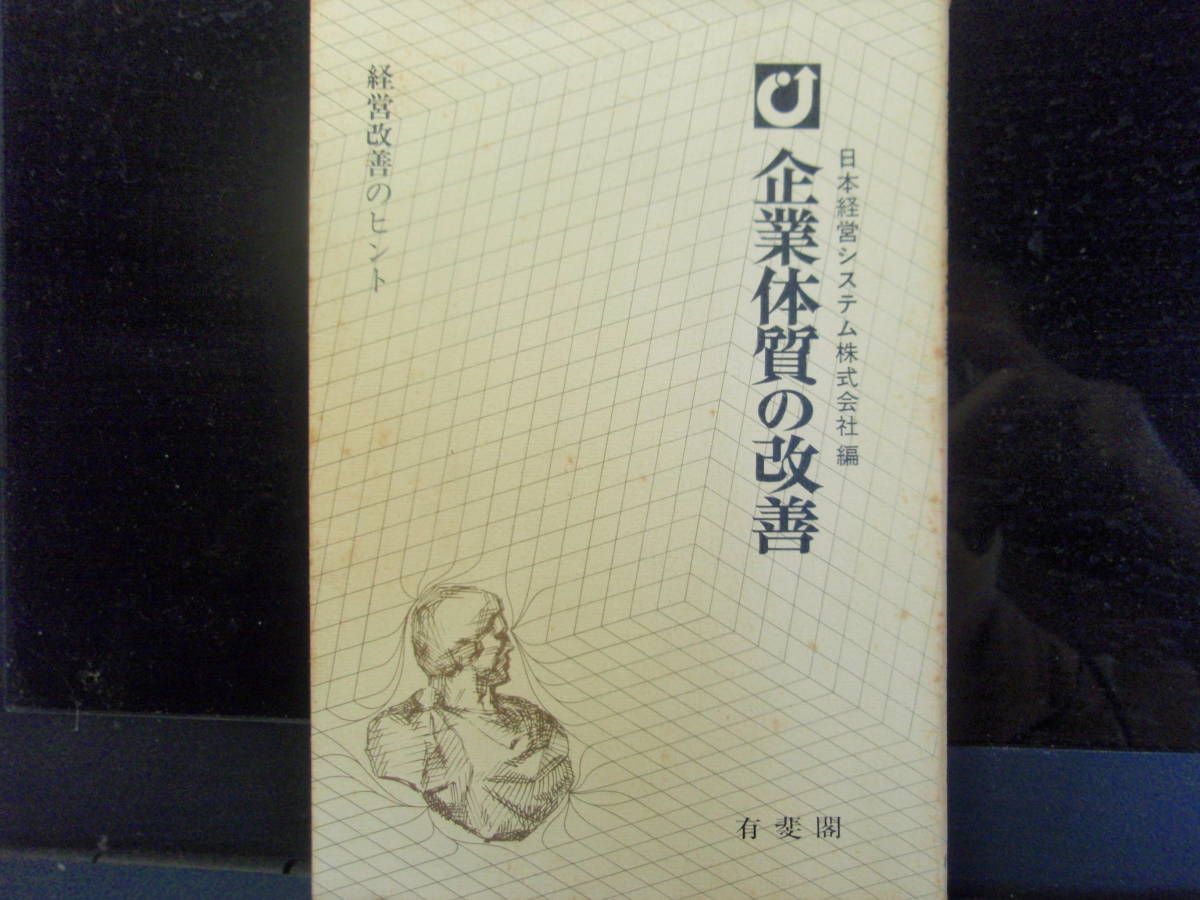 日本経営システム株式会社 編
企業体質の改善
経営改善のヒント
有斐閣